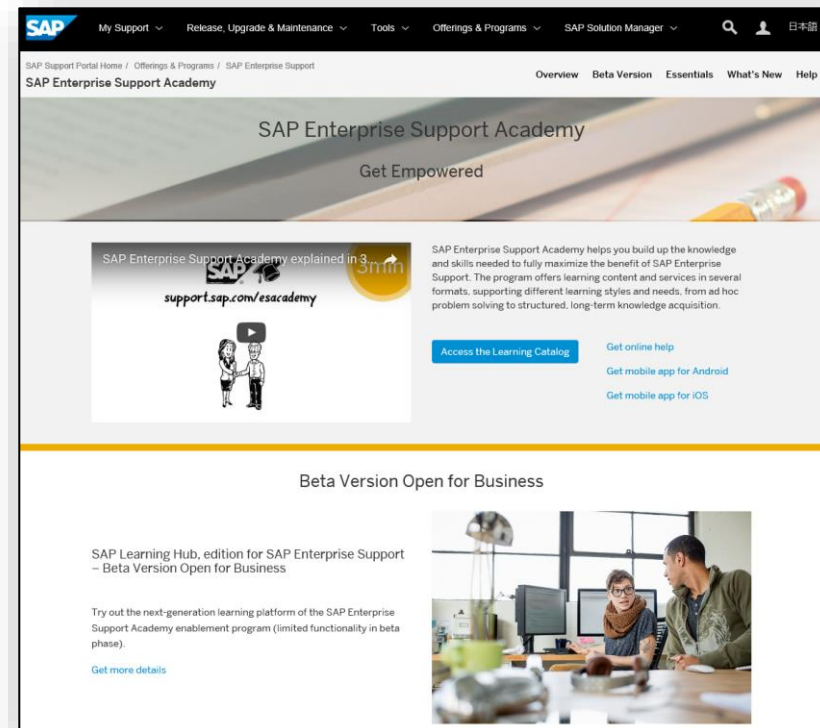 SAP My Support Release, Upgrade & Maintenance Tools Offerings & Programs SAP Solution Manager 日本語
SAP Support Portal Home / Offerings & Programs / SAP Enterprise Support
SAP Enterprise Support Academy
Overview Beta Version Essentials What's New Help
SAP Enterprise Support Academy
Get Empowered
SAP Enterprise Support Academy explained in 3...
SAP
3min
support.sap.com/esacademy
SAP Enterprise Support Academy helps you build up the knowledge
and skills needed to fully maximize the benefit of SAP Enterprise
Support. The program offers learning content and services in several
formats, supporting different learning styles and needs, from ad hoc
problem solving to structured, long-term knowledge acquisition.
Access the Learning Catalog
Get online help
Get mobile app for Android
Get mobile app for iOS
Beta Version Open for Business
SAP Learning Hub, edition for SAP Enterprise Support
– Beta Version Open for Business
Try out the next-generation learning platform of the SAP Enterprise
Support Academy enablement program (limited functionality in beta
phase).
Get more details